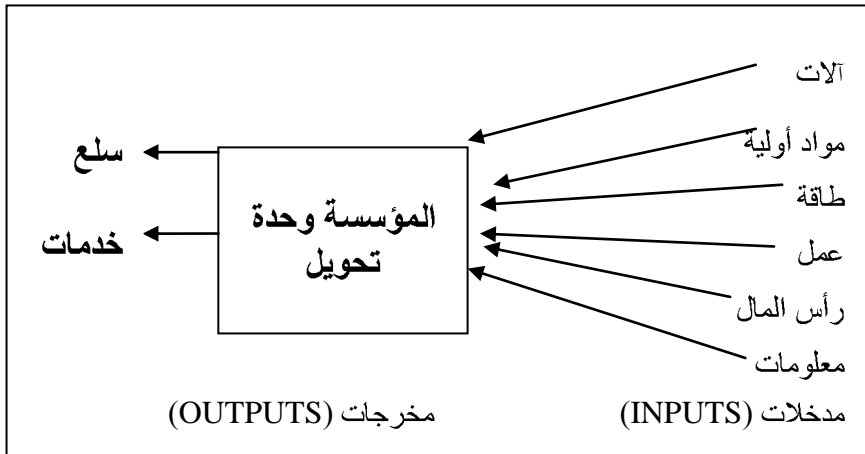 آلات
مواد أولية
طاقة
عمل
رأس المال
معلومات
مدخلات (INPUTS)
المؤسسة وحدة
تحويل
سلع
خدمات
مخرجات (OUTPUTS)